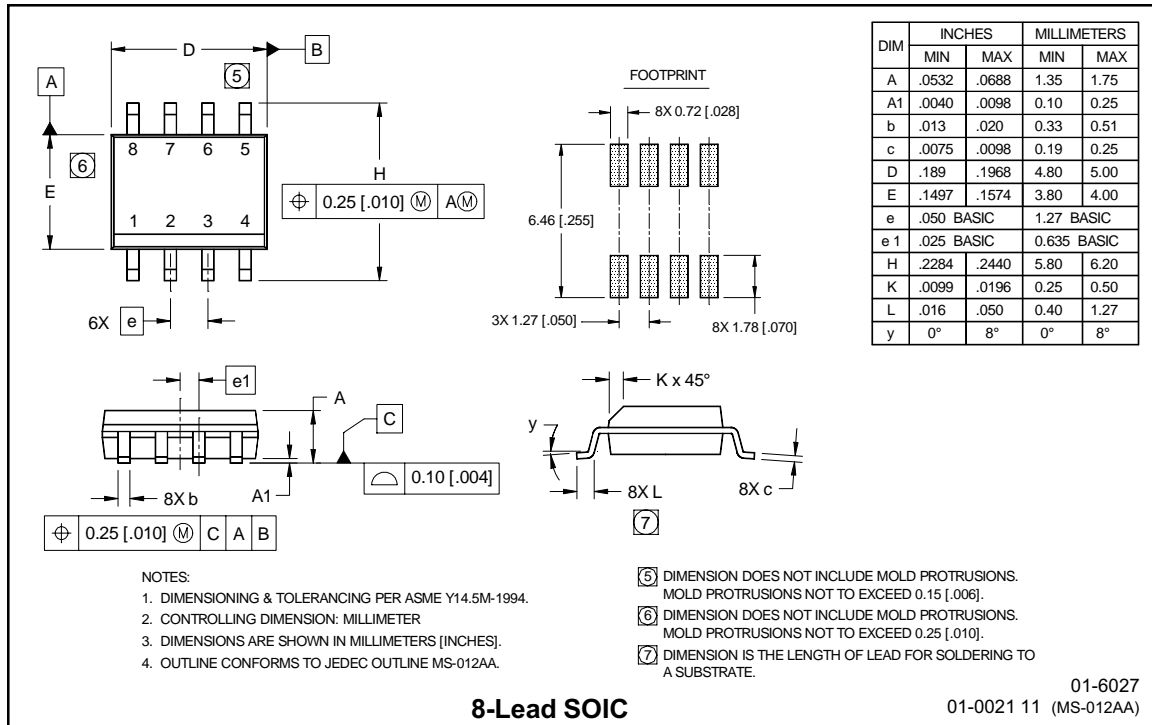 D
B
5
A
8 7 6 5
6
E
H
⌖ 0.25 [.010] Ⓜ AⓂ
1 2 3 4
6X e
FOOTPRINT
8X 0.72 [.028]
6.46 [.255]
3X 1.27 [.050]
8X 1.78 [.070]
DIM INCHES MILLIMETERS
MIN MAX MIN MAX
A .0532 .0688 1.35 1.75
A1 .0040 .0098 0.10 0.25
b .013 .020 0.33 0.51
c .0075 .0098 0.19 0.25
D .189 .1968 4.80 5.00
E .1497 .1574 3.80 4.00
e .050 BASIC 1.27 BASIC
e 1 .025 BASIC 0.635 BASIC
H .2284 .2440 5.80 6.20
K .0099 .0196 0.25 0.50
L .016 .050 0.40 1.27
y 0° 8° 0° 8°
e1
A
C
⌓ 0.10 [.004]
8X b
A1
⌖ 0.25 [.010] Ⓜ C A B
K x 45°
y
8X L
7
8X c
NOTES:
1. DIMENSIONING & TOLERANCING PER ASME Y14.5M-1994.
2. CONTROLLING DIMENSION: MILLIMETER
3. DIMENSIONS ARE SHOWN IN MILLIMETERS [INCHES].
4. OUTLINE CONFORMS TO JEDEC OUTLINE MS-012AA.
5 DIMENSION DOES NOT INCLUDE MOLD PROTRUSIONS.
MOLD PROTRUSIONS NOT TO EXCEED 0.15 [.006].
6 DIMENSION DOES NOT INCLUDE MOLD PROTRUSIONS.
MOLD PROTRUSIONS NOT TO EXCEED 0.25 [.010].
7 DIMENSION IS THE LENGTH OF LEAD FOR SOLDERING TO
A SUBSTRATE.
8-Lead SOIC
01-6027
01-0021 11 (MS-012AA)